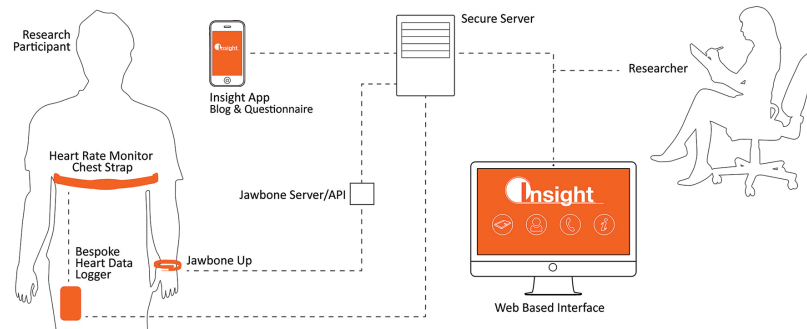 Research
Participant
Insight
Insight App
Blog & Questionnaire
Secure Server
Researcher
Heart Rate Monitor
Chest Strap
Jawbone Server/API
Insight
Bespoke
Heart Data
Logger
Jawbone Up
i
Web Based Interface